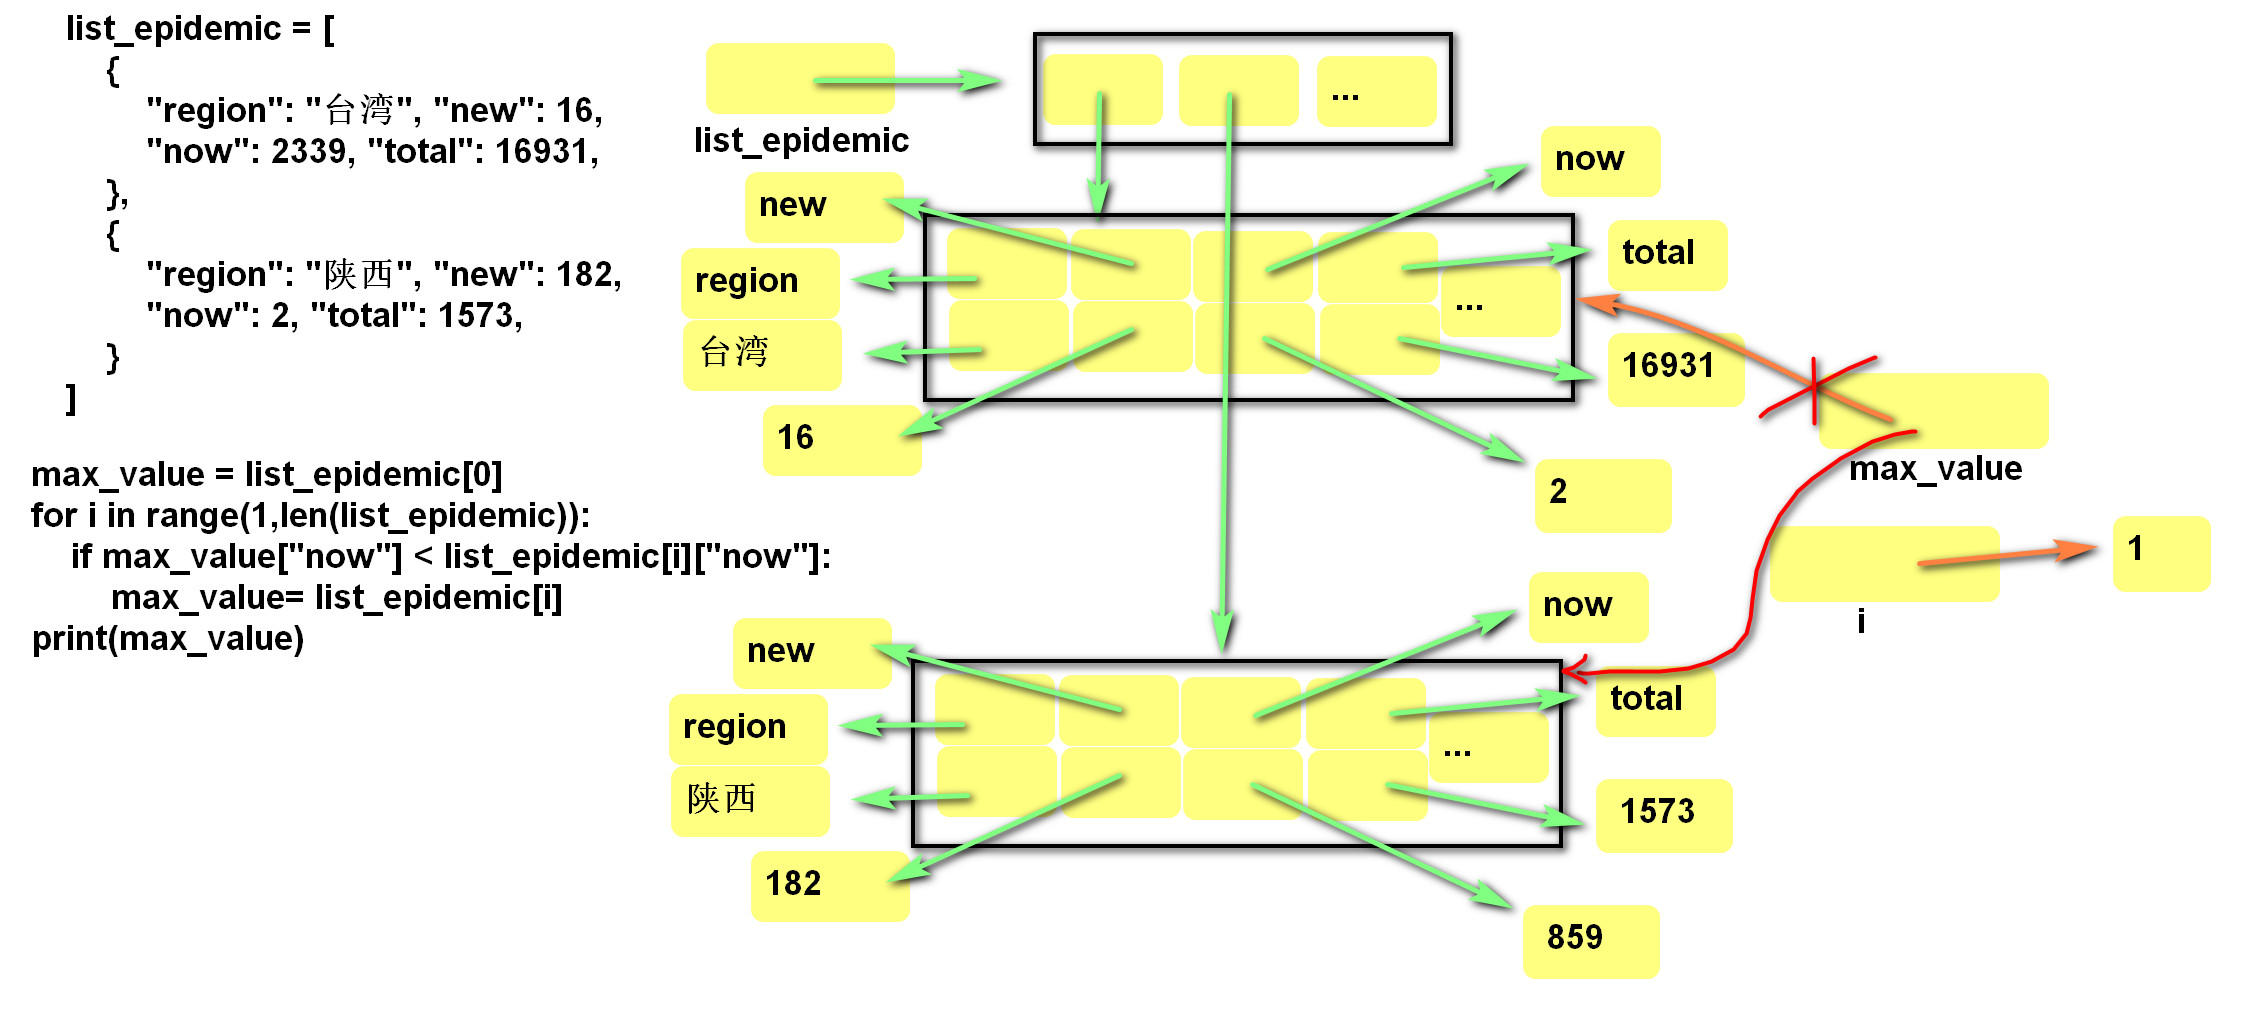 list_epidemic = [
{
"region": "台湾", "new": 16,
"now": 2339, "total": 16931,
},
{
"region": "陕西", "new": 182,
"now": 2, "total": 1573,
}
]
max_value = list_epidemic[0]
for i in range(1,len(list_epidemic)):
if max_value["now"] < list_epidemic[i]["now"]:
max_value= list_epidemic[i]
print(max_value)
list_epidemic
...
now
new
total
region
...
台湾
16931
16
2
max_value
1
i
now
new
total
region
...
陕西
1573
182
859